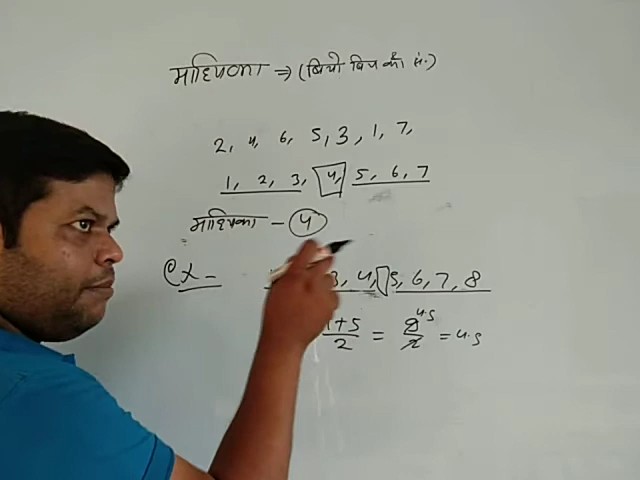 माध्यिका ⇒ (बिचो बिच की सं.)
2, 4, 6, 5, 3, 1, 7,
1, 2, 3, 4, 5, 6, 7
माध्यिका - 4
Ex - 3, 4, 5, 6, 7, 8
+5/2 = 9/2 4.5 = 4.5